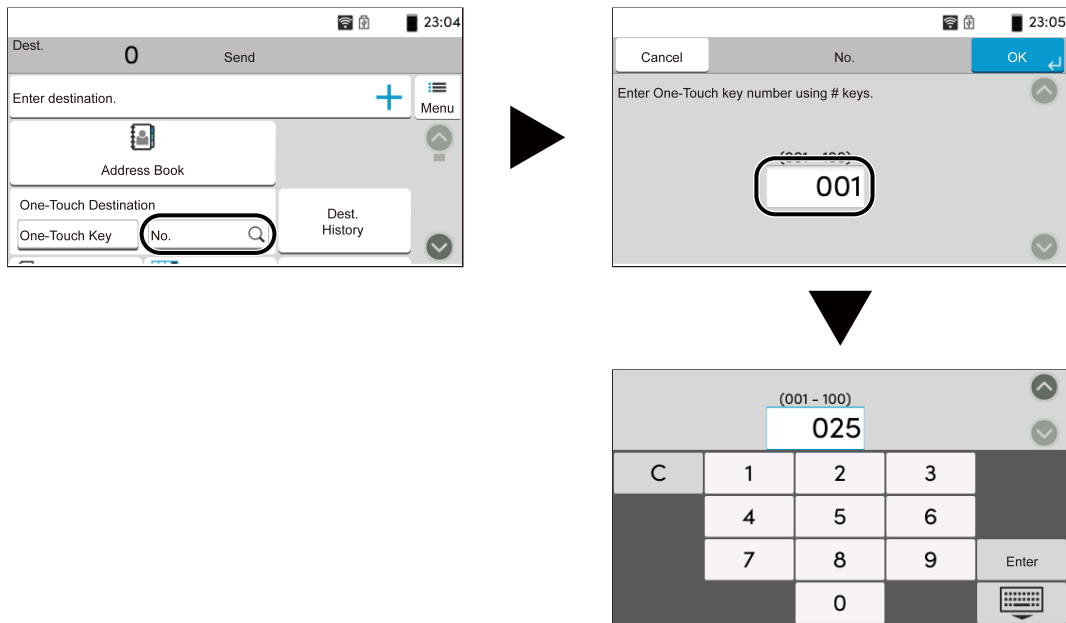 23:04
Dest.
0
Send
Enter destination.
Menu
Address Book
One-Touch Destination
One-Touch Key
No.
Dest.
History
23:05
Cancel
No.
OK
Enter One-Touch key number using # keys.
(001 - 100)
001
(001 - 100)
025
C 1 2 3
4 5 6
7 8 9 Enter
0